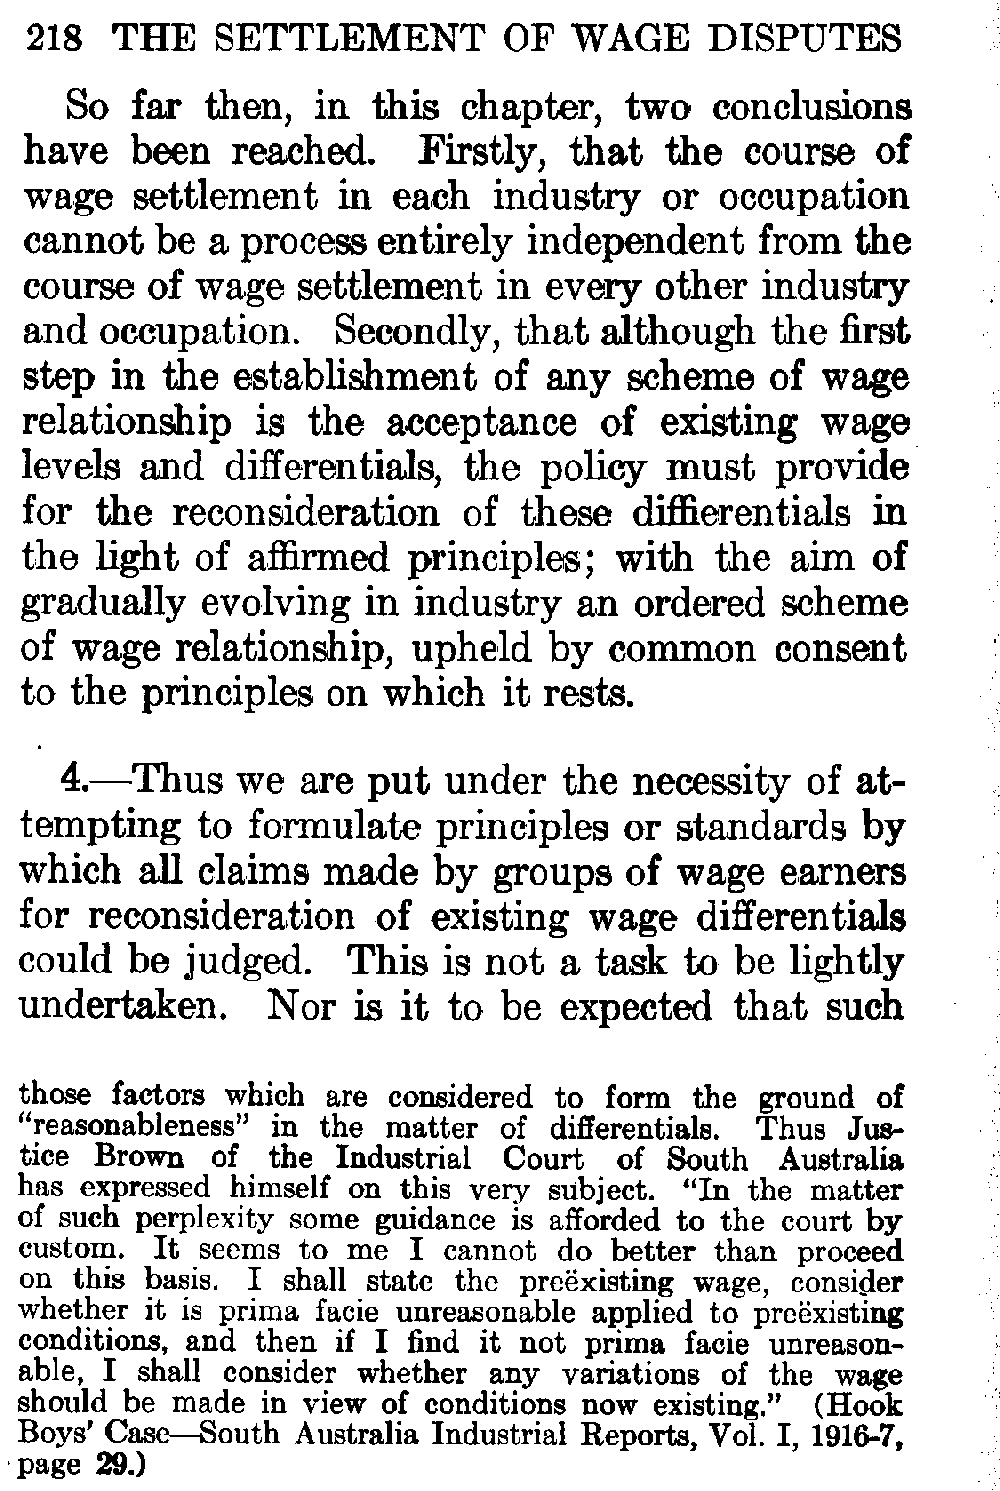 218 THE SETTLEMENT OF WAGE DISPUTES
So far then, in this chapter, two conclusions
have been reached. Firstly, that the course of
wage settlement in each industry or occupation
cannot be a process entirely independent from the
course of wage settlement in every other industry
and occupation. Secondly, that although the first
step in the establishment of any scheme of wage
relationship is the acceptance of existing wage
levels and differentials, the policy must provide
for the reconsideration of these diffierentials in
the light of affirmed principles; with the aim of
gradually evolving in industry an ordered scheme
of wage relationship, upheld by common consent
to the principles on which it rests.
4.—Thus we are put under the necessity of at-
tempting to formulate principles or standards by
which all claims made by groups of wage earners
for reconsideration of existing wage differentials
could be judged. This is not a task to be lightly
undertaken. Nor is it to be expected that such
those factors which are considered to form the ground of
“reasonableness” in the matter of differentials. Thus Jus-
tice Brown of the Industrial Court of South Australia
has expressed himself on this very subject. “In the matter
of such perplexity some guidance is afforded to the court by
custom. It seems to me I cannot do better than proceed
on this basis. I shall state the preëxisting wage, consider
whether it is prima facie unreasonable applied to preëxisting
conditions, and then if I find it not prima facie unreason-
able, I shall consider whether any variations of the wage
should be made in view of conditions now existing.” (Hook
Boys’ Case—South Australia Industrial Reports, Vol. I, 1916-7,
page 29.)